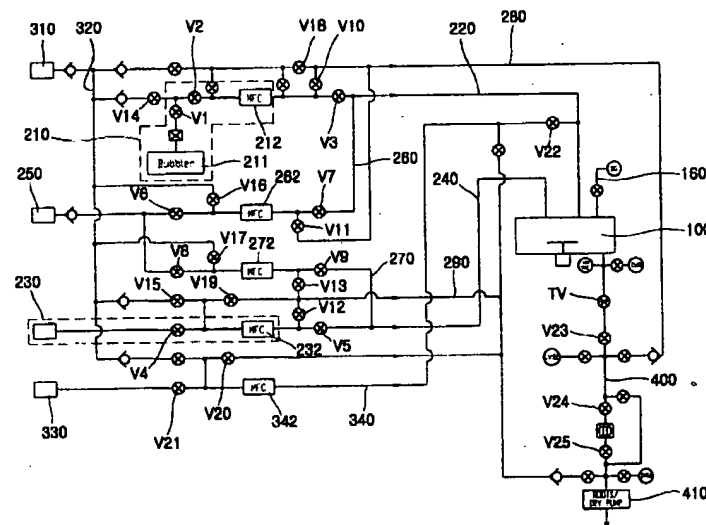 310
320
V2
V18
V10
280
220
V14
V1
MFC
210
212
V3
Bubbler
211
V22
260
160
250
V6
V16
262
V7
240
MFC
V11
100
V8
V17
272
V9
270
MFC
V13
290
TV
230
V15
V19
V12
MFC
V23
V4
232
V5
400
V20
V24
MFC
330
V21
342
340
V25
410
DRY PUMP